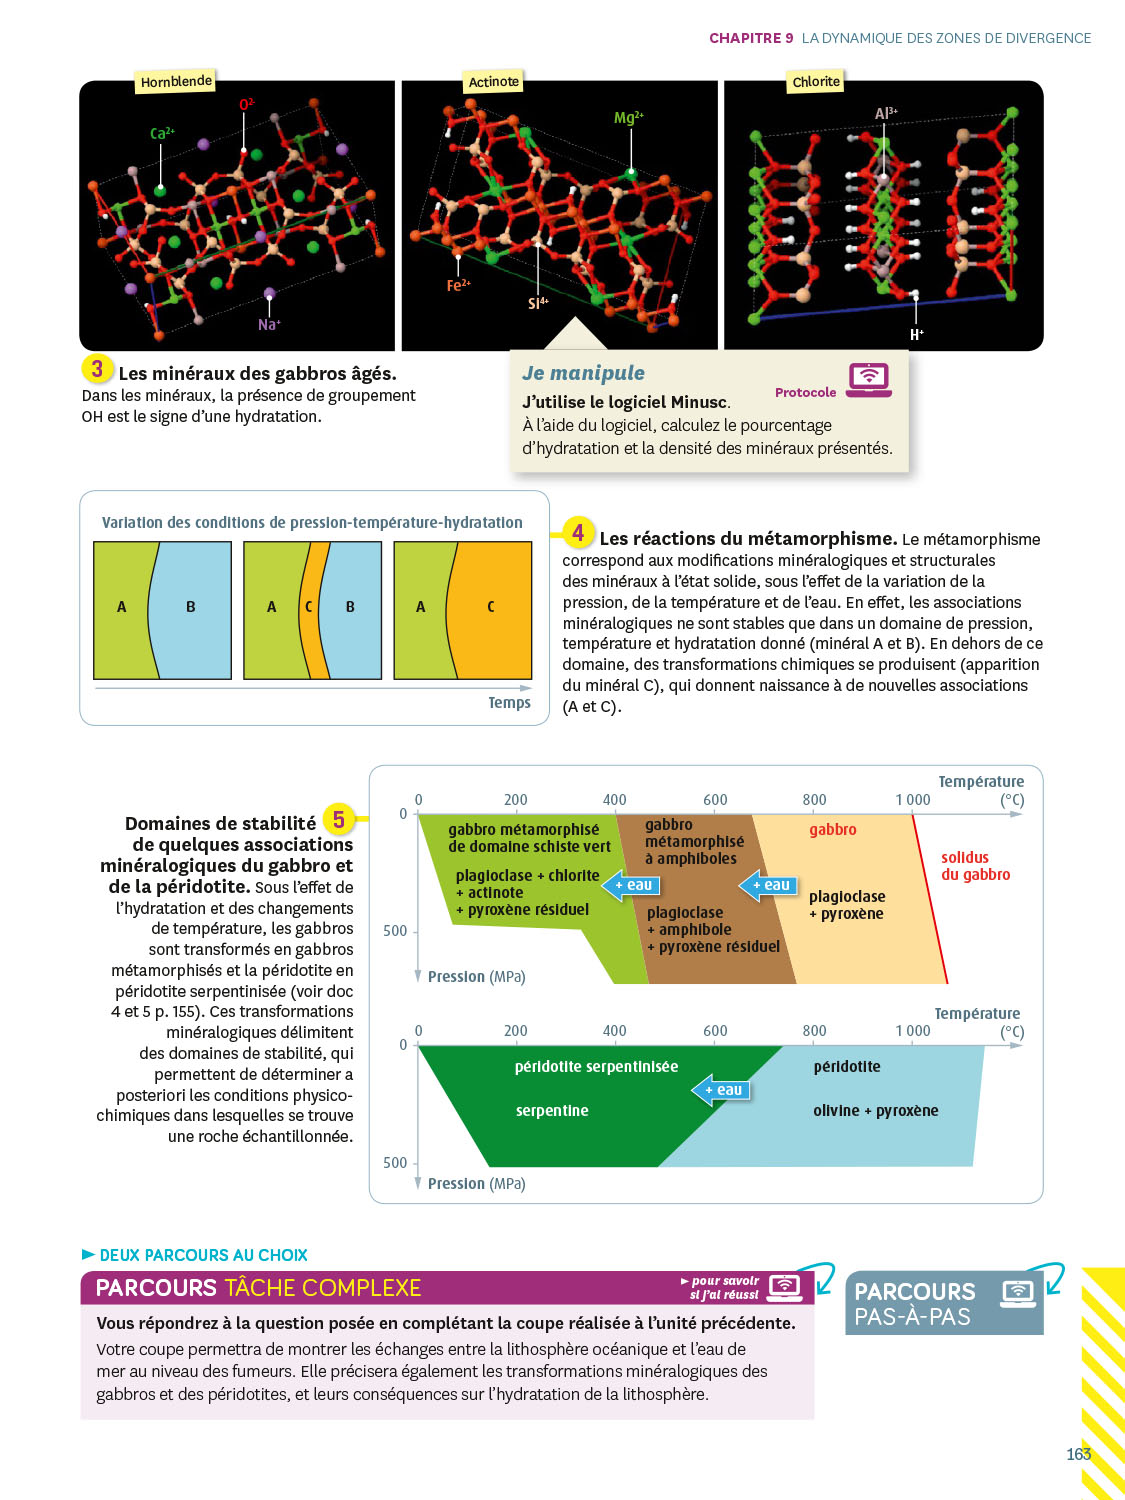 CHAPITRE 9 LA DYNAMIQUE DES ZONES DE DIVERGENCE
Hornblende
Ca²⁺
O²⁻
Na⁺
Actinote
Mg²⁺
Fe²⁺
Si⁴⁺
Chlorite
Al³⁺
H⁺
3 Les minéraux des gabbros âgés.
Dans les minéraux, la présence de groupement
OH est le signe d'une hydratation.
Je manipule
Protocole
J'utilise le logiciel Minusc.
À l'aide du logiciel, calculez le pourcentage
d'hydratation et la densité des minéraux présentés.
Variation des conditions de pression-température-hydratation
A B A C B A C
Temps
4 Les réactions du métamorphisme. Le métamorphisme
correspond aux modifications minéralogiques et structurales
des minéraux à l'état solide, sous l'effet de la variation de la
pression, de la température et de l'eau. En effet, les associations
minéralogiques ne sont stables que dans un domaine de pression,
température et hydratation donné (minéral A et B). En dehors de ce
domaine, des transformations chimiques se produisent (apparition
du minéral C), qui donnent naissance à de nouvelles associations
(A et C).
Domaines de stabilité 5
de quelques associations
minéralogiques du gabbro et
de la péridotite. Sous l'effet de
l'hydratation et des changements
de température, les gabbros
sont transformés en gabbros
métamorphisés et la péridotite en
péridotite serpentinisée (voir doc
4 et 5 p. 155). Ces transformations
minéralogiques délimitent
des domaines de stabilité, qui
permettent de déterminer a
posteriori les conditions physico-
chimiques dans lesquelles se trouve
une roche échantillonnée.
Température
0 200 400 600 800 1 000 (°C)
0
gabbro métamorphisé
de domaine schiste vert
plagioclase + chlorite
+ actinote
+ pyroxène résiduel
gabbro
métamorphisé
à amphiboles
+ eau
plagioclase
+ amphibole
+ pyroxène résiduel
+ eau
gabbro
plagioclase
+ pyroxène
solidus
du gabbro
500
Pression (MPa)
Température
0 200 400 600 800 1 000 (°C)
0
péridotite serpentinisée
serpentine
+ eau
péridotite
olivine + pyroxène
500
Pression (MPa)
DEUX PARCOURS AU CHOIX
PARCOURS TÂCHE COMPLEXE
pour savoir
si j'ai réussi
Vous répondrez à la question posée en complétant la coupe réalisée à l'unité précédente.
Votre coupe permettra de montrer les échanges entre la lithosphère océanique et l'eau de
mer au niveau des fumeurs. Elle précisera également les transformations minéralogiques des
gabbros et des péridotites, et leurs conséquences sur l'hydratation de la lithosphère.
PARCOURS
PAS-À-PAS
163